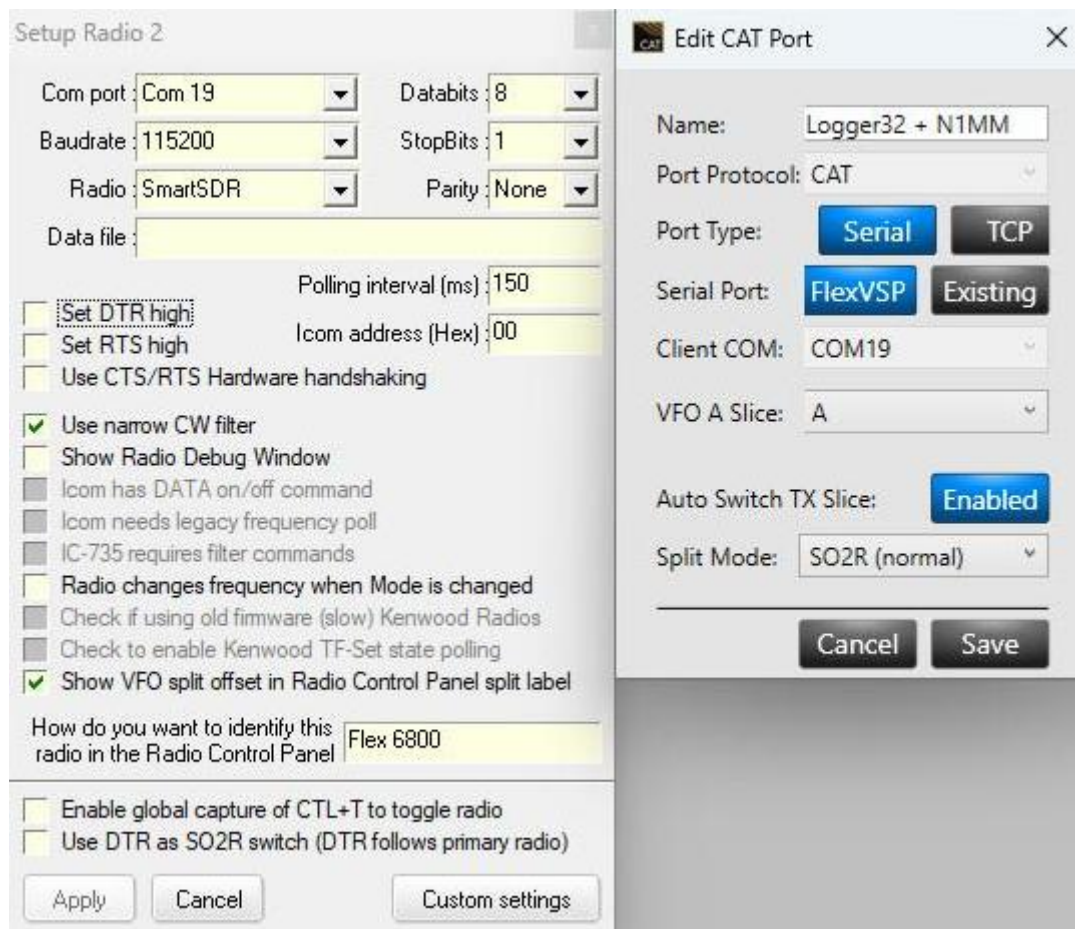 Setup Radio 2
Com port : Com 19
Databits : 8
Baudrate : 115200
StopBits : 1
Radio : SmartSDR
Parity : None
Data file :
Polling interval (ms) : 150
Set DTR high
Icom address (Hex) : 00
Set RTS high
Use CTS/RTS Hardware handshaking
Use narrow CW filter
Show Radio Debug Window
Icom has DATA on/off command
Icom needs legacy frequency poll
IC-735 requires filter commands
Radio changes frequency when Mode is changed
Check if using old firmware (slow) Kenwood Radios
Check to enable Kenwood TF-Set state polling
Show VFO split offset in Radio Control Panel split label
How do you want to identify this
radio in the Radio Control Panel
Flex 6800
Enable global capture of CTL+T to toggle radio
Use DTR as SO2R switch (DTR follows primary radio)
Apply Cancel Custom settings
CAT Edit CAT Port
Name: Logger32 + N1MM
Port Protocol: CAT
Port Type: Serial TCP
Serial Port: FlexVSP Existing
Client COM: COM19
VFO A Slice: A
Auto Switch TX Slice: Enabled
Split Mode: SO2R (normal)
Cancel Save